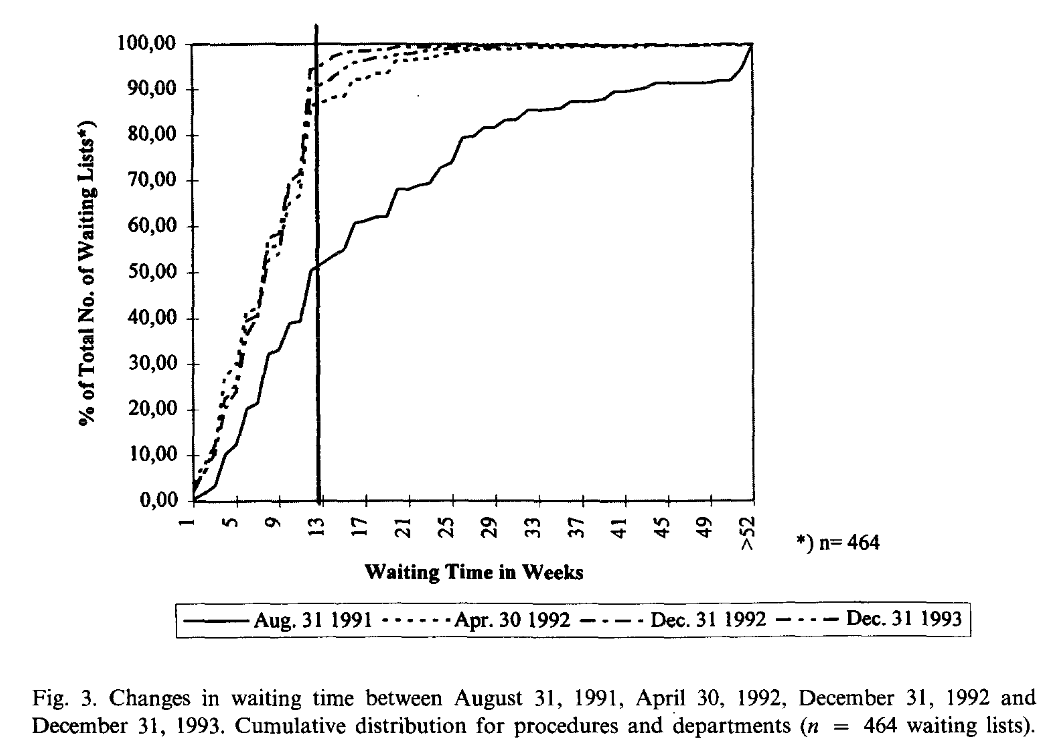 100,00
90,00
80,00
70,00
60,00
50,00
40,00
30,00
20,00
10,00
0,00
% of Total No. of Waiting Lists*)
1 5 9 13 17 21 25 29 33 37 41 45 49 >52
*) n= 464
Waiting Time in Weeks
Aug. 31 1991 Apr. 30 1992 Dec. 31 1992 Dec. 31 1993
Fig. 3. Changes in waiting time between August 31, 1991, April 30, 1992, December 31, 1992 and
December 31, 1993. Cumulative distribution for procedures and departments (n = 464 waiting lists).